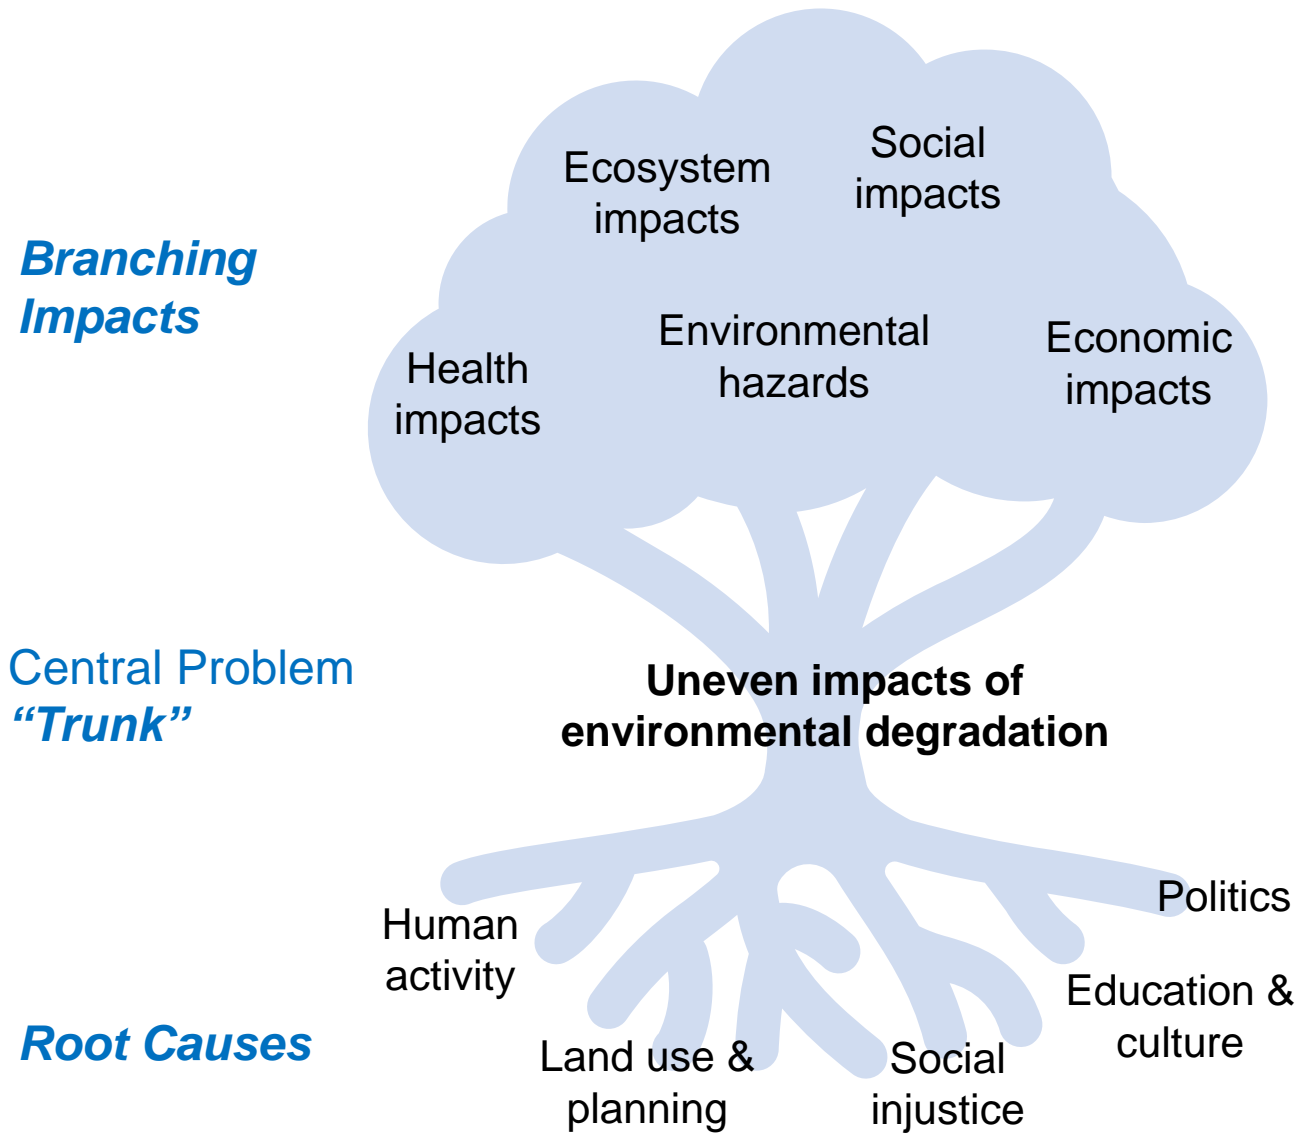 Ecosystem
impacts
Social
impacts
Branching
Impacts
Health
impacts
Environmental
hazards
Economic
impacts
Central Problem
“Trunk”
Uneven impacts of
environmental degradation
Human
activity
Politics
Root Causes
Land use &
planning
Social
injustice
Education &
culture